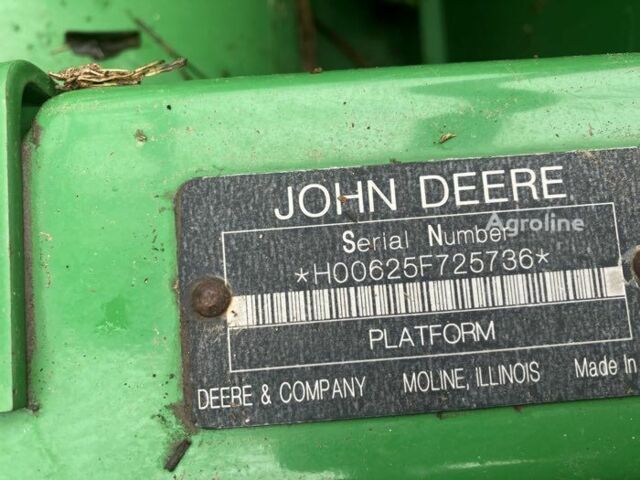 JOHN DEERE
Agroline
Serial Number
*H00625F725736*
PLATFORM
DEERE & COMPANY MOLINE, ILLINOIS Made in